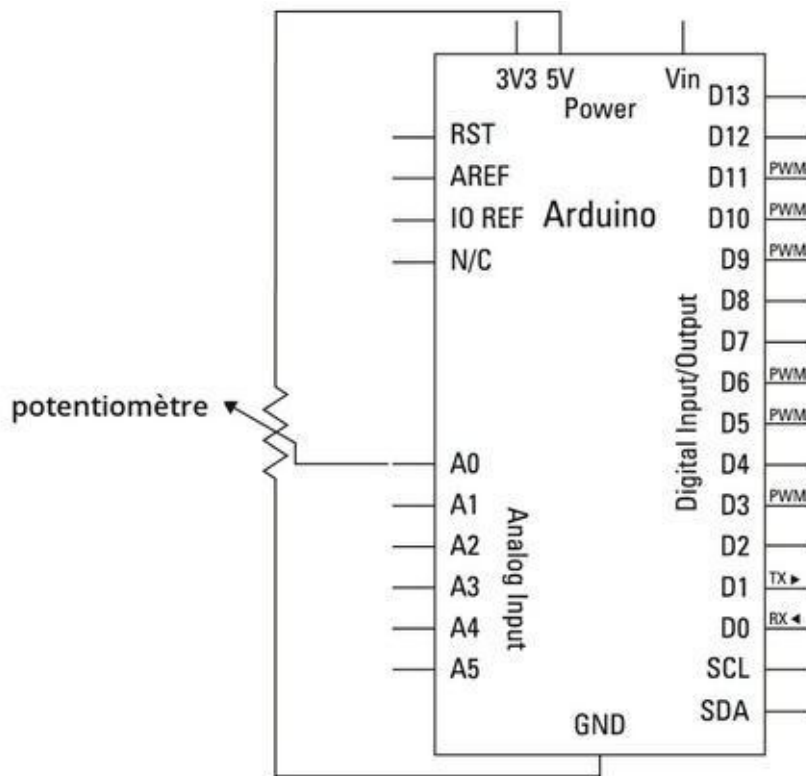 3V3 5V
Vin
Power
RST
AREF
IO REF
N/C
Arduino
potentiomètre
A0
A1
A2
A3
A4
A5
Analog Input
D13
D12
D11 PWM
D10 PWM
D9 PWM
D8
D7
D6 PWM
D5 PWM
D4
D3 PWM
D2
D1 TX ►
D0 RX ◄
SCL
SDA
Digital Input/Output
GND